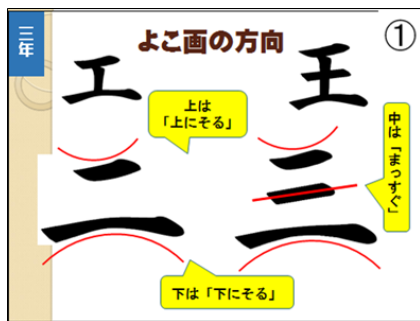 三年
よこ画の方向
①
工
王
上は
「上にそる」
中は「まっすぐ」
二
三
下は「下にそる」